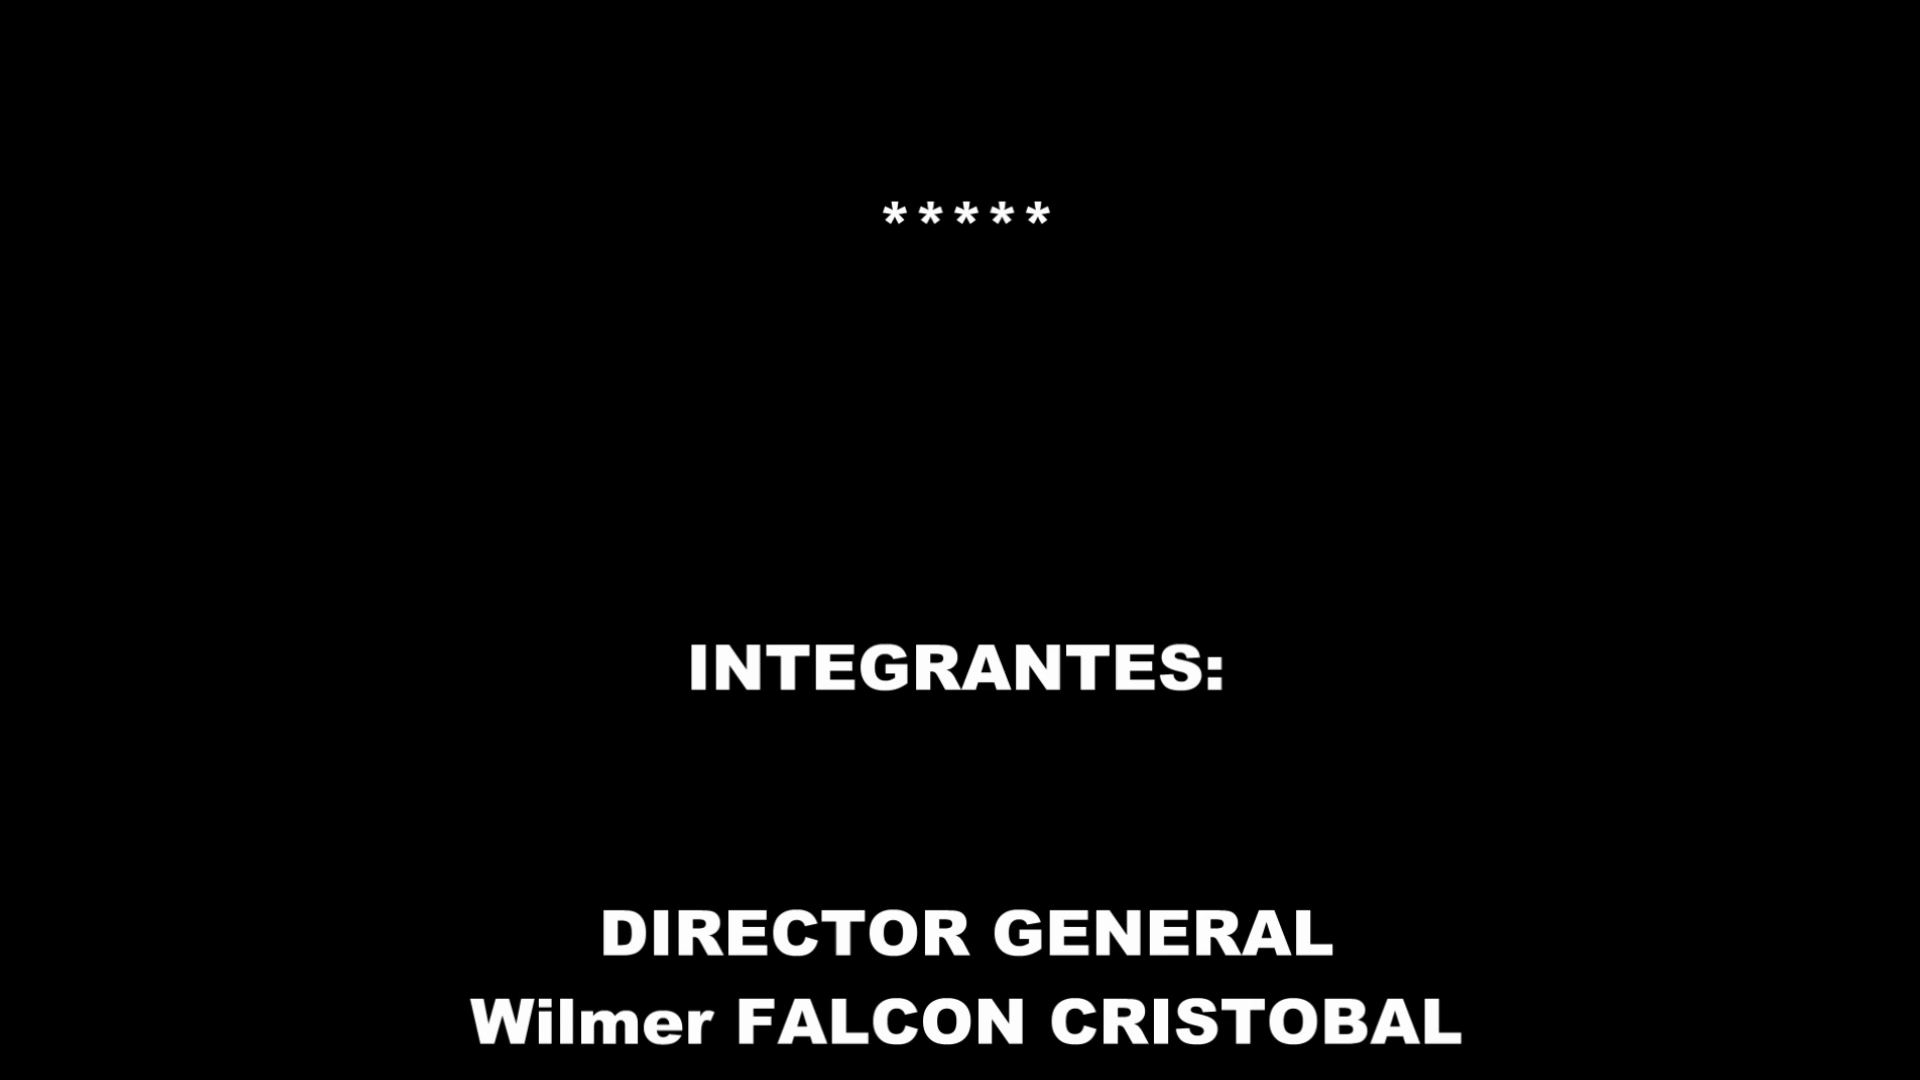 *****
INTEGRANTES:
DIRECTOR GENERAL
Wilmer FALCON CRISTOBAL